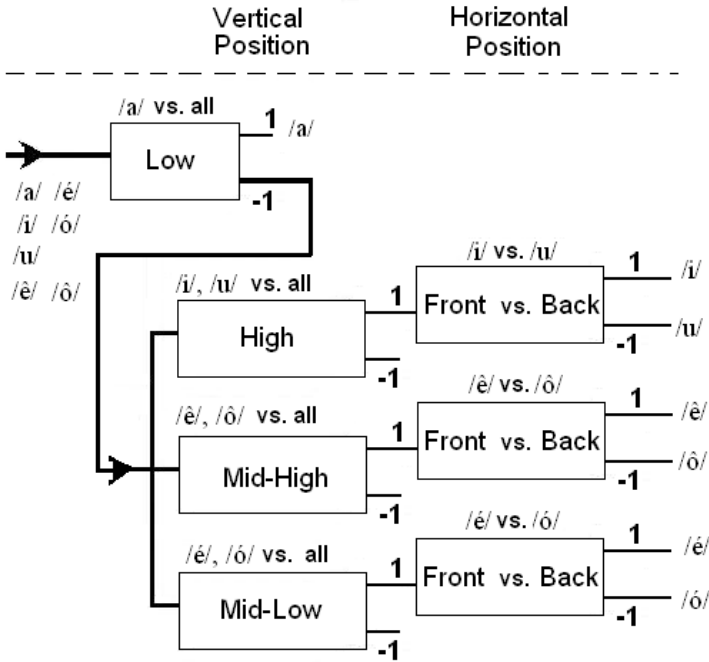 Vertical Position
Horizontal Position
/a/ vs. all
Low
1
/a/
-1
/a/ /é/
/i/ /ó/
/u/
/ê/ /ô/
/i/, /u/ vs. all
High
1
-1
/i/ vs. /u/
Front vs. Back
1
/i/
-1
/u/
/ê/, /ô/ vs. all
Mid-High
1
-1
/ê/ vs. /ô/
Front vs. Back
1
/ê/
-1
/ô/
/é/, /ó/ vs. all
Mid-Low
1
-1
/é/ vs. /ó/
Front vs. Back
1
/é/
-1
/ó/